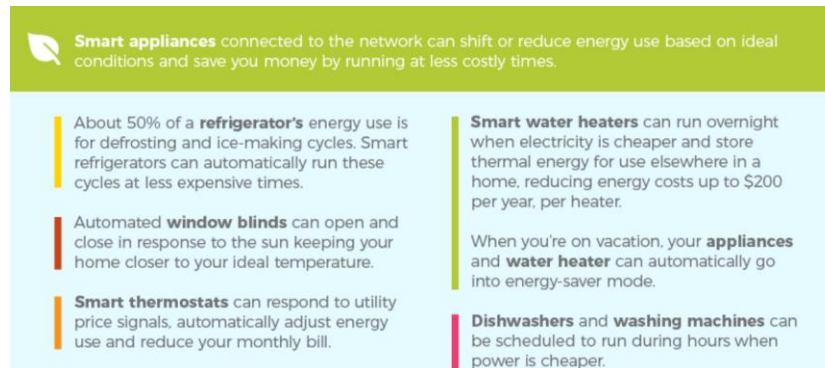 Smart appliances connected to the network can shift or reduce energy use based on ideal
conditions and save you money by running at less costly times.
About 50% of a refrigerator's energy use is
for defrosting and ice-making cycles. Smart
refrigerators can automatically run these
cycles at less expensive times.
Automated window blinds can open and
close in response to the sun keeping your
home closer to your ideal temperature.
Smart thermostats can respond to utility
price signals, automatically adjust energy
use and reduce your monthly bill.
Smart water heaters can run overnight
when electricity is cheaper and store
thermal energy for use elsewhere in a
home, reducing energy costs up to $200
per year, per heater.
When you're on vacation, your appliances
and water heater can automatically go
into energy-saver mode.
Dishwashers and washing machines can
be scheduled to run during hours when
power is cheaper.